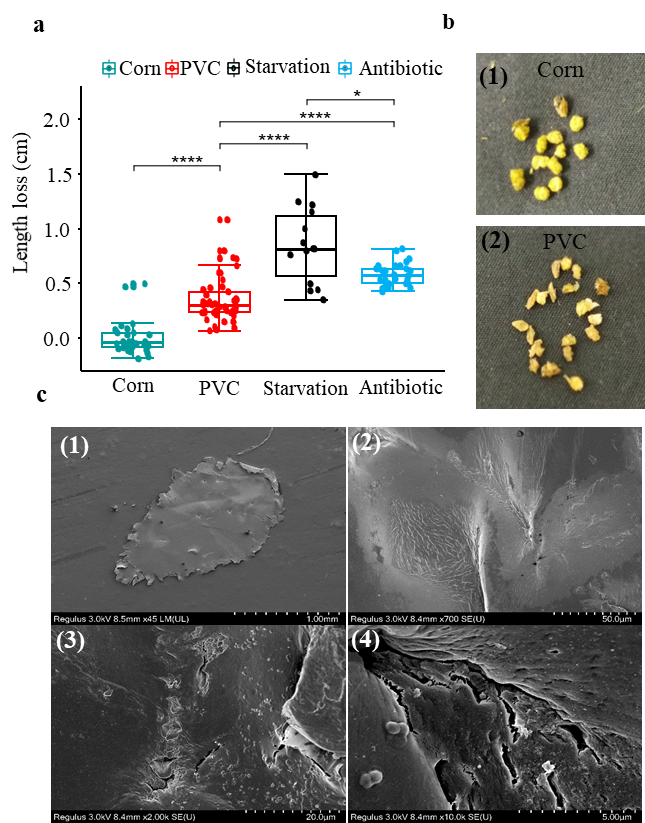 a
b
Corn PVC Starvation Antibiotic
Length loss (cm)
2.0
1.5
1.0
0.5
0.0
****
****
****
*
Corn PVC Starvation Antibiotic
(1) Corn
(2) PVC
c
(1)
Regulus 3.0kV 8.5mm x45 LM(UL) 1.00mm
(2)
Regulus 3.0kV 8.4mm x700 SE(U) 50.0µm
(3)
Regulus 3.0kV 8.4mm x2.00k SE(U) 20.0µm
(4)
Regulus 3.0kV 8.4mm x10.0k SE(U) 5.00µm